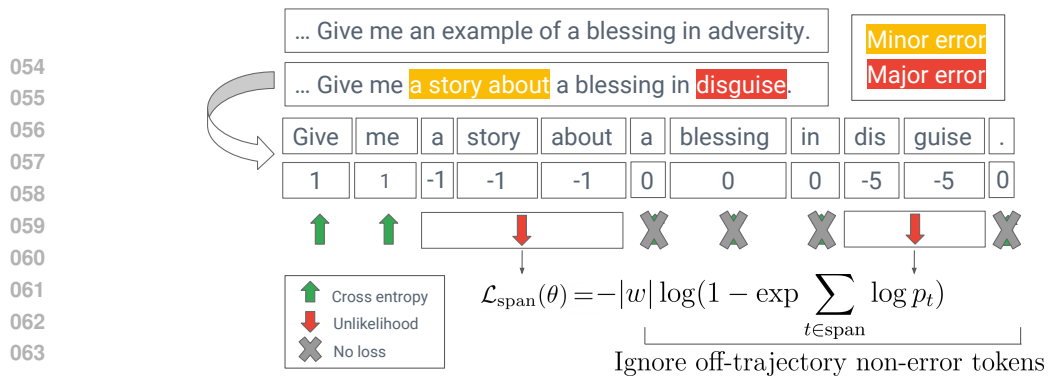 054
055
056
057
058
059
060
061
062
063
... Give me an example of a blessing in adversity.
... Give me a story about a blessing in disguise.
Minor error
Major error
Give me a story about a blessing in dis guise .
1 1 -1 -1 -1 0 0 0 -5 -5 0
Cross entropy
Unlikelihood
No loss
ℒ_span(θ) = −|w| log(1 − exp ∑_{t∈span} log p_t)
Ignore off-trajectory non-error tokens